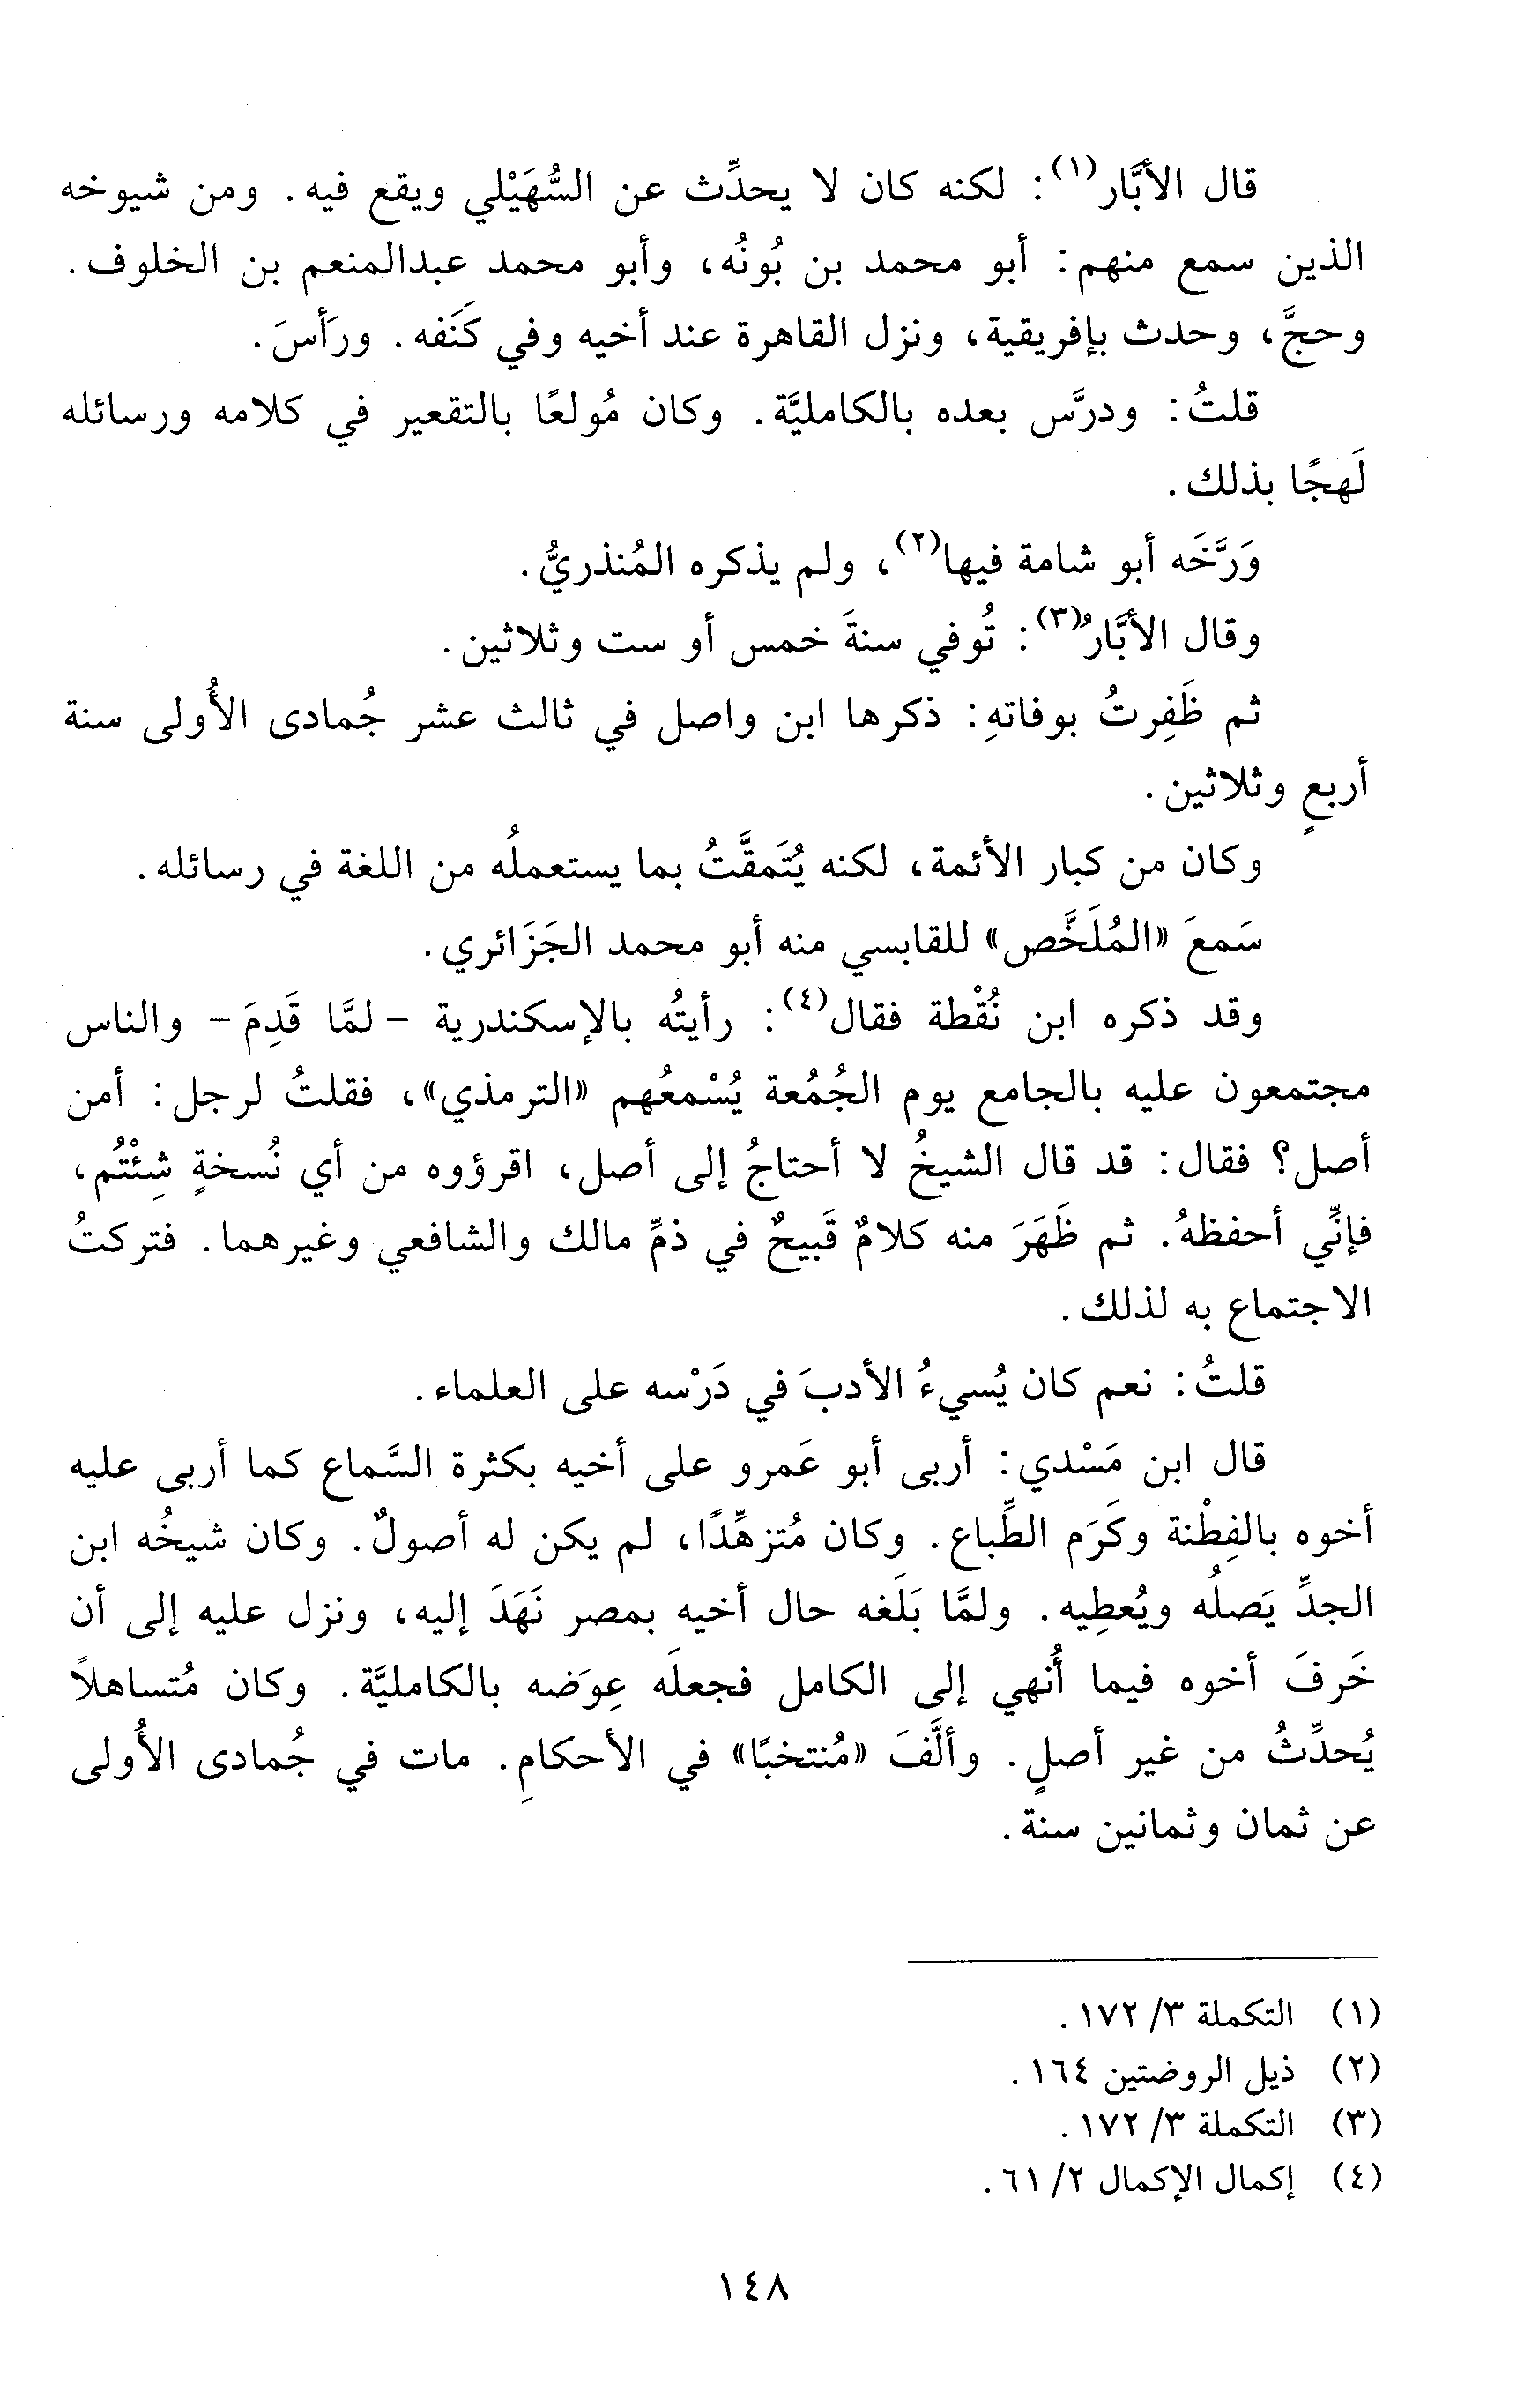 قال الأبَّار(١): لكنه كان لا يحدِّث عن السُّهَيْلي ويقع فيه. ومن شيوخه
الذين سمع منهم: أبو محمد بن بُونُه، وأبو محمد عبدالمنعم بن الخلوف.
وحجَّ، وحدث بإفريقية، ونزل القاهرة عند أخيه وفي كَنَفه. ورَأَسَ.
قلتُ: ودرَّس بعده بالكامليَّة. وكان مُولعًا بالتقعير في كلامه ورسائله
لَهجًا بذلك.
وَرَّخَه أبو شامة فيها(٢)، ولم يذكره المُنذريُّ.
وقال الأبَّارُ(٣): تُوفي سنةَ خمس أو ست وثلاثين.
ثم ظَفِرتُ بوفاتهِ: ذكرها ابن واصل في ثالث عشر جُمادى الأُولى سنة
أربعٍ وثلاثين.
وكان من كبار الأئمة، لكنه يُتَمقَّتُ بما يستعملُه من اللغة في رسائله.
سَمعَ «المُلَخَّص» للقابسي منه أبو محمد الجَزَائري.
وقد ذكره ابن نُقْطة فقال(٤): رأيتُه بالإسكندرية -لمَّا قَدِمَ- والناس
مجتمعون عليه بالجامع يوم الجُمُعة يُسْمعُهم «الترمذي»، فقلتُ لرجل: أمن
أصل؟ فقال: قد قال الشيخُ لا أحتاجُ إلى أصل، اقرؤوه من أي نُسخةٍ شِئْتُم،
فإنِّي أحفظهُ. ثم ظَهَرَ منه كلامٌ قَبيحٌ في ذمِّ مالك والشافعي وغيرهما. فتركتُ
الاجتماع به لذلك.
قلتُ: نعم كان يُسيءُ الأدبَ في دَرْسه على العلماء.
قال ابن مَسْدي: أربى أبو عَمرو على أخيه بكثرة السَّماع كما أربى عليه
أخوه بالفِطْنة وكَرَم الطِّباع. وكان مُتزهِّدًا، لم يكن له أصولٌ. وكان شيخُه ابن
الجدِّ يَصلُه ويُعطِيه. ولمَّا بَلَغه حال أخيه بمصر نَهَدَ إليه، ونزل عليه إلى أن
خَرفَ أخوه فيما أُنهي إلى الكامل فجعلَه عِوَضه بالكامليَّة. وكان مُتساهلاً
يُحدِّثُ من غير أصلٍ. وألَّفَ «مُنتخبًا» في الأحكامِ. مات في جُمادى الأُولى
عن ثمان وثمانين سنة.
(١) التكملة ٣/ ١٧٢.
(٢) ذيل الروضتين ١٦٤.
(٣) التكملة ٣/ ١٧٢.
(٤) إكمال الإكمال ٢/ ٦١.
١٤٨